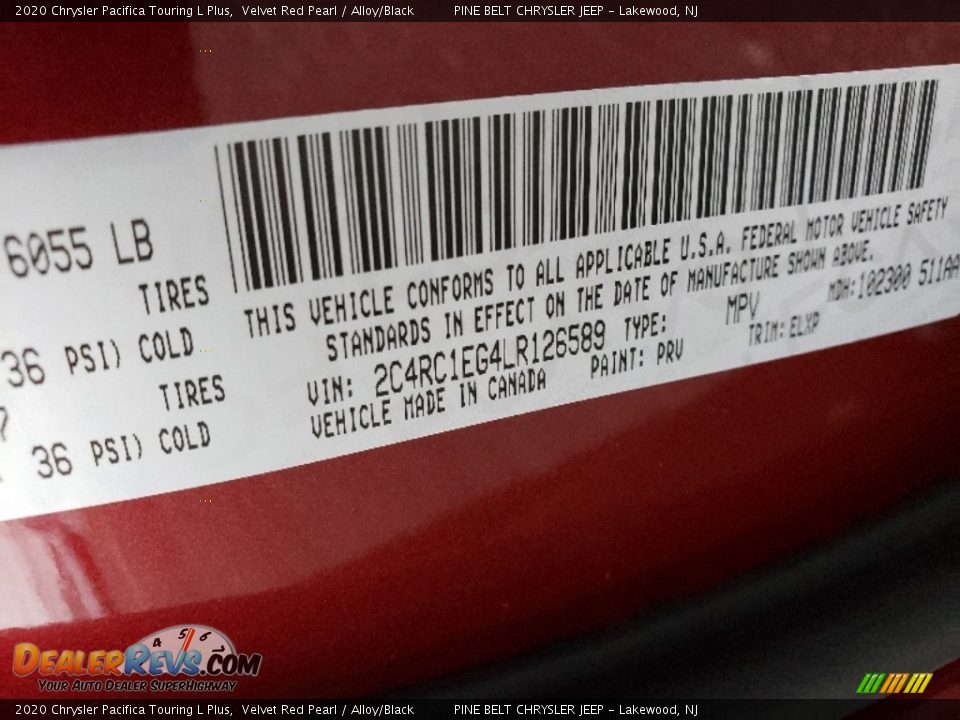 2020 Chrysler Pacifica Touring L Plus, Velvet Red Pearl / Alloy/Black PINE BELT CHRYSLER JEEP - Lakewood, NJ
6055 LB
TIRES
36 PSI) COLD
TIRES
36 PSI) COLD
THIS VEHICLE CONFORMS TO ALL APPLICABLE U.S.A. FEDERAL MOTOR VEHICLE SAFETY
STANDARDS IN EFFECT ON THE DATE OF MANUFACTURE SHOWN ABOVE.
VIN: 2C4RC1EG4LR126589 TYPE: MPV MDH:102300 511AA
VEHICLE MADE IN CANADA PAINT: PRV TRIM: ELXP
4 5 6
DEALERREVS.COM
YOUR AUTO DEALER SUPERHIGHWAY
2020 Chrysler Pacifica Touring L Plus, Velvet Red Pearl / Alloy/Black PINE BELT CHRYSLER JEEP - Lakewood, NJ